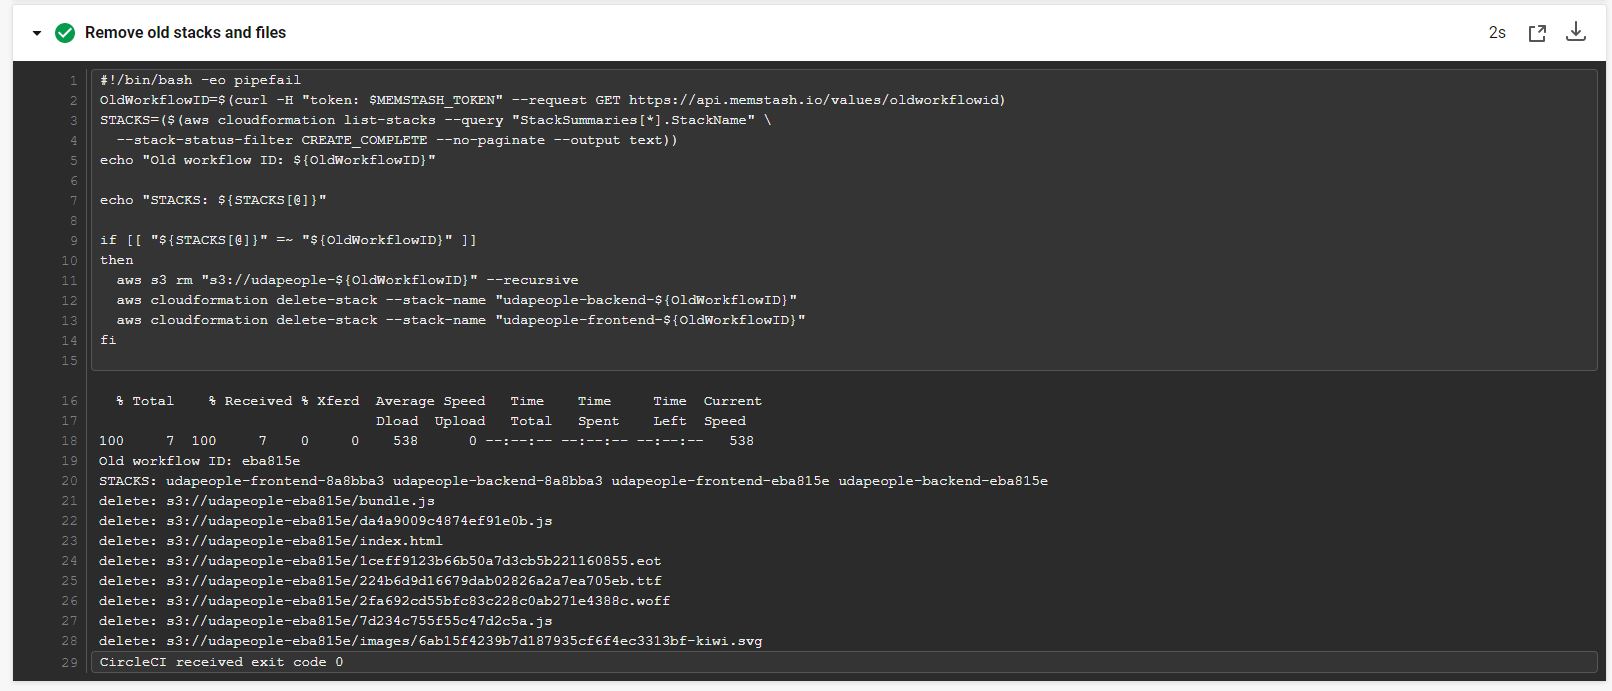 Remove old stacks and files 2s
1 #!/bin/bash -eo pipefail
2 OldWorkflowID=$(curl -H "token: $MEMSTASH_TOKEN" --request GET https://api.memstash.io/values/oldworkflowid)
3 STACKS=($(aws cloudformation list-stacks --query "StackSummaries[*].StackName" \
4 --stack-status-filter CREATE_COMPLETE --no-paginate --output text))
5 echo "Old workflow ID: ${OldWorkflowID}"
6
7 echo "STACKS: ${STACKS[@]}"
8
9 if [[ "${STACKS[@]}" =~ "${OldWorkflowID}" ]]
10 then
11 aws s3 rm "s3://udapeople-${OldWorkflowID}" --recursive
12 aws cloudformation delete-stack --stack-name "udapeople-backend-${OldWorkflowID}"
13 aws cloudformation delete-stack --stack-name "udapeople-frontend-${OldWorkflowID}"
14 fi
15
16 % Total % Received % Xferd Average Speed Time Time Time Current
17 Dload Upload Total Spent Left Speed
18 100 7 100 7 0 0 538 0 --:--:-- --:--:-- --:--:-- 538
19 Old workflow ID: eba815e
20 STACKS: udapeople-frontend-8a8bba3 udapeople-backend-8a8bba3 udapeople-frontend-eba815e udapeople-backend-eba815e
21 delete: s3://udapeople-eba815e/bundle.js
22 delete: s3://udapeople-eba815e/da4a9009c4874ef91e0b.js
23 delete: s3://udapeople-eba815e/index.html
24 delete: s3://udapeople-eba815e/1ceff9123b66b50a7d3cb5b221160855.eot
25 delete: s3://udapeople-eba815e/224b6d9d16679dab02826a2a7ea705eb.ttf
26 delete: s3://udapeople-eba815e/2fa692cd55bfc83c228c0ab271e4388c.woff
27 delete: s3://udapeople-eba815e/7d234c755f55c47d2c5a.js
28 delete: s3://udapeople-eba815e/images/6ab15f4239b7d187935cf6f4ec3313bf-kiwi.svg
29 CircleCI received exit code 0